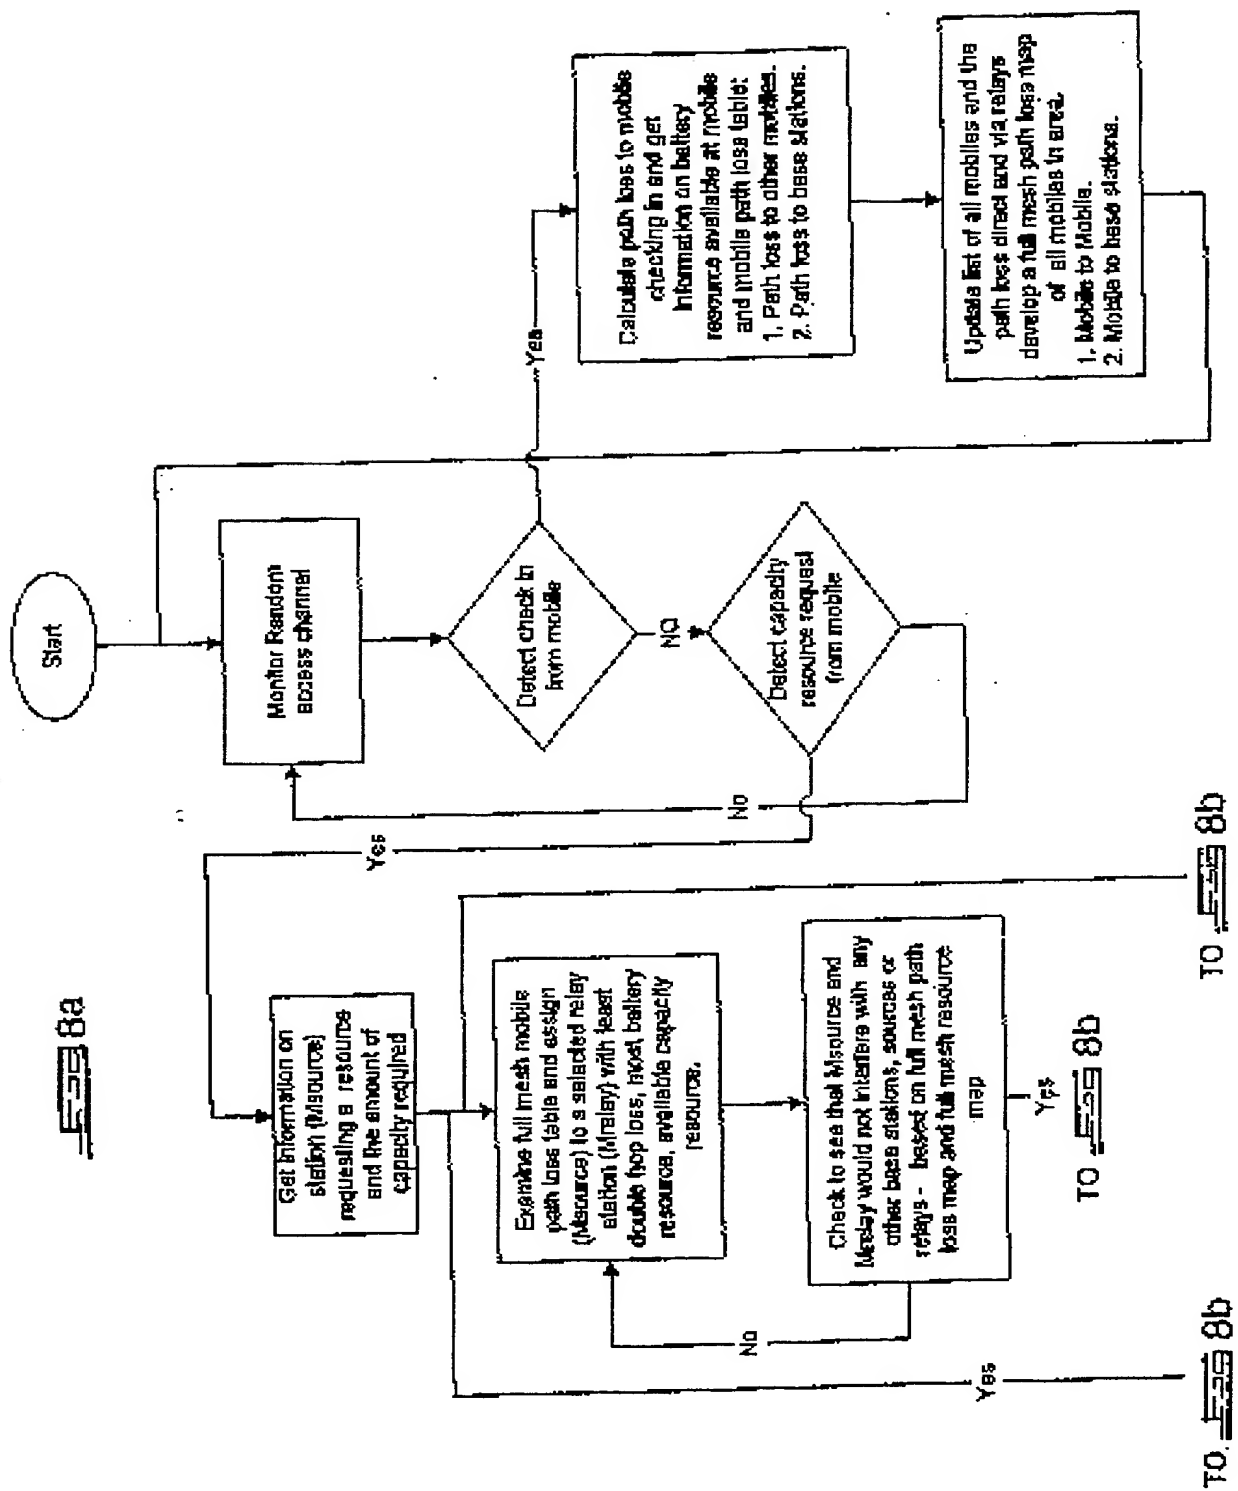 Fig 8a
Start
Monitor Random
access channel
Detect check in
from mobile
Yes
NO
Calculate path loss to mobile
checking in and get
information on battery
resource available at mobile
and mobile path loss table:
1. Path loss to other mobiles.
2. Path loss to base stations.
Update list of all mobiles and the
path loss direct and via relays
develop a full mesh path loss map
of all mobiles in area.
1. Mobile to Mobile.
2. Mobile to base stations.
Detect capacity
resource request
from mobile
No
Yes
Get information on
station (Msource)
requesting a resource
and the amount of
capacity required
Examine full mesh mobile
path loss table and assign
(Msource) to a selected relay
station (Mrelay) with least
double hop loss, most, battery
resource, available capacity
resource.
Check to see that Msource and
Mrelay would not interfere with any
other base stations, sources or
relays - based on full mesh path
loss map and full mesh resource
map
No
Yes
Yes
TO. Fig 8b
TO Fig 8b
TO Fig 8b